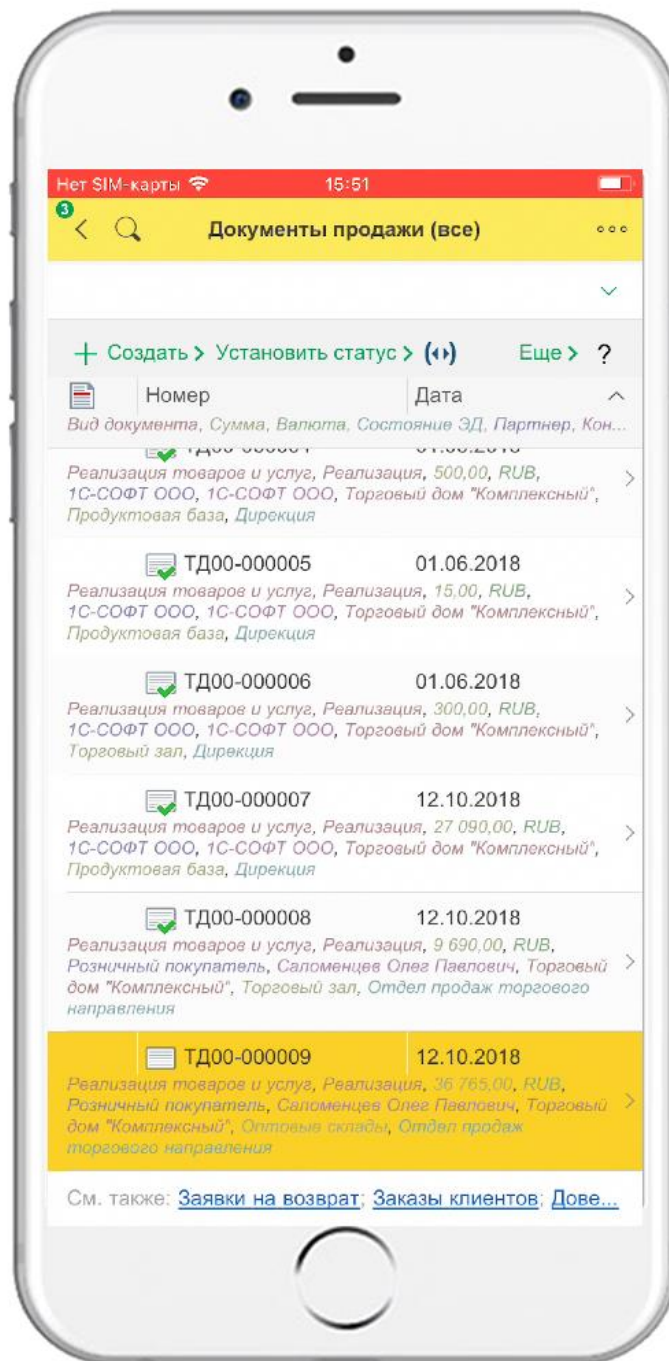 Нет SIM-карты 15:51
3
Документы продажи (все)
Создать Установить статус Еще ?
Номер Дата
Вид документа, Сумма, Валюта, Состояние ЭД, Партнер, Кон...
Реализация товаров и услуг, Реализация, 500,00, RUB,
1С-СОФТ ООО, 1С-СОФТ ООО, Торговый дом "Комплексный",
Продуктовая база, Дирекция
ТД00-000005 01.06.2018
Реализация товаров и услуг, Реализация, 15,00, RUB,
1С-СОФТ ООО, 1С-СОФТ ООО, Торговый дом "Комплексный",
Продуктовая база, Дирекция
ТД00-000006 01.06.2018
Реализация товаров и услуг, Реализация, 300,00, RUB,
1С-СОФТ ООО, 1С-СОФТ ООО, Торговый дом "Комплексный",
Торговый зал, Дирекция
ТД00-000007 12.10.2018
Реализация товаров и услуг, Реализация, 27 090,00, RUB,
1С-СОФТ ООО, 1С-СОФТ ООО, Торговый дом "Комплексный",
Продуктовая база, Дирекция
ТД00-000008 12.10.2018
Реализация товаров и услуг, Реализация, 9 690,00, RUB,
Розничный покупатель, Саломенцев Олег Павлович, Торговый
дом "Комплексный", Торговый зал, Отдел продаж торгового
направления
ТД00-000009 12.10.2018
Реализация товаров и услуг, Реализация, 36 765,00, RUB,
Розничный покупатель, Саломенцев Олег Павлович, Торговый
дом "Комплексный", Оптовые склады, Отдел продаж
торгового направления
См. также: Заявки на возврат; Заказы клиентов; Дове...